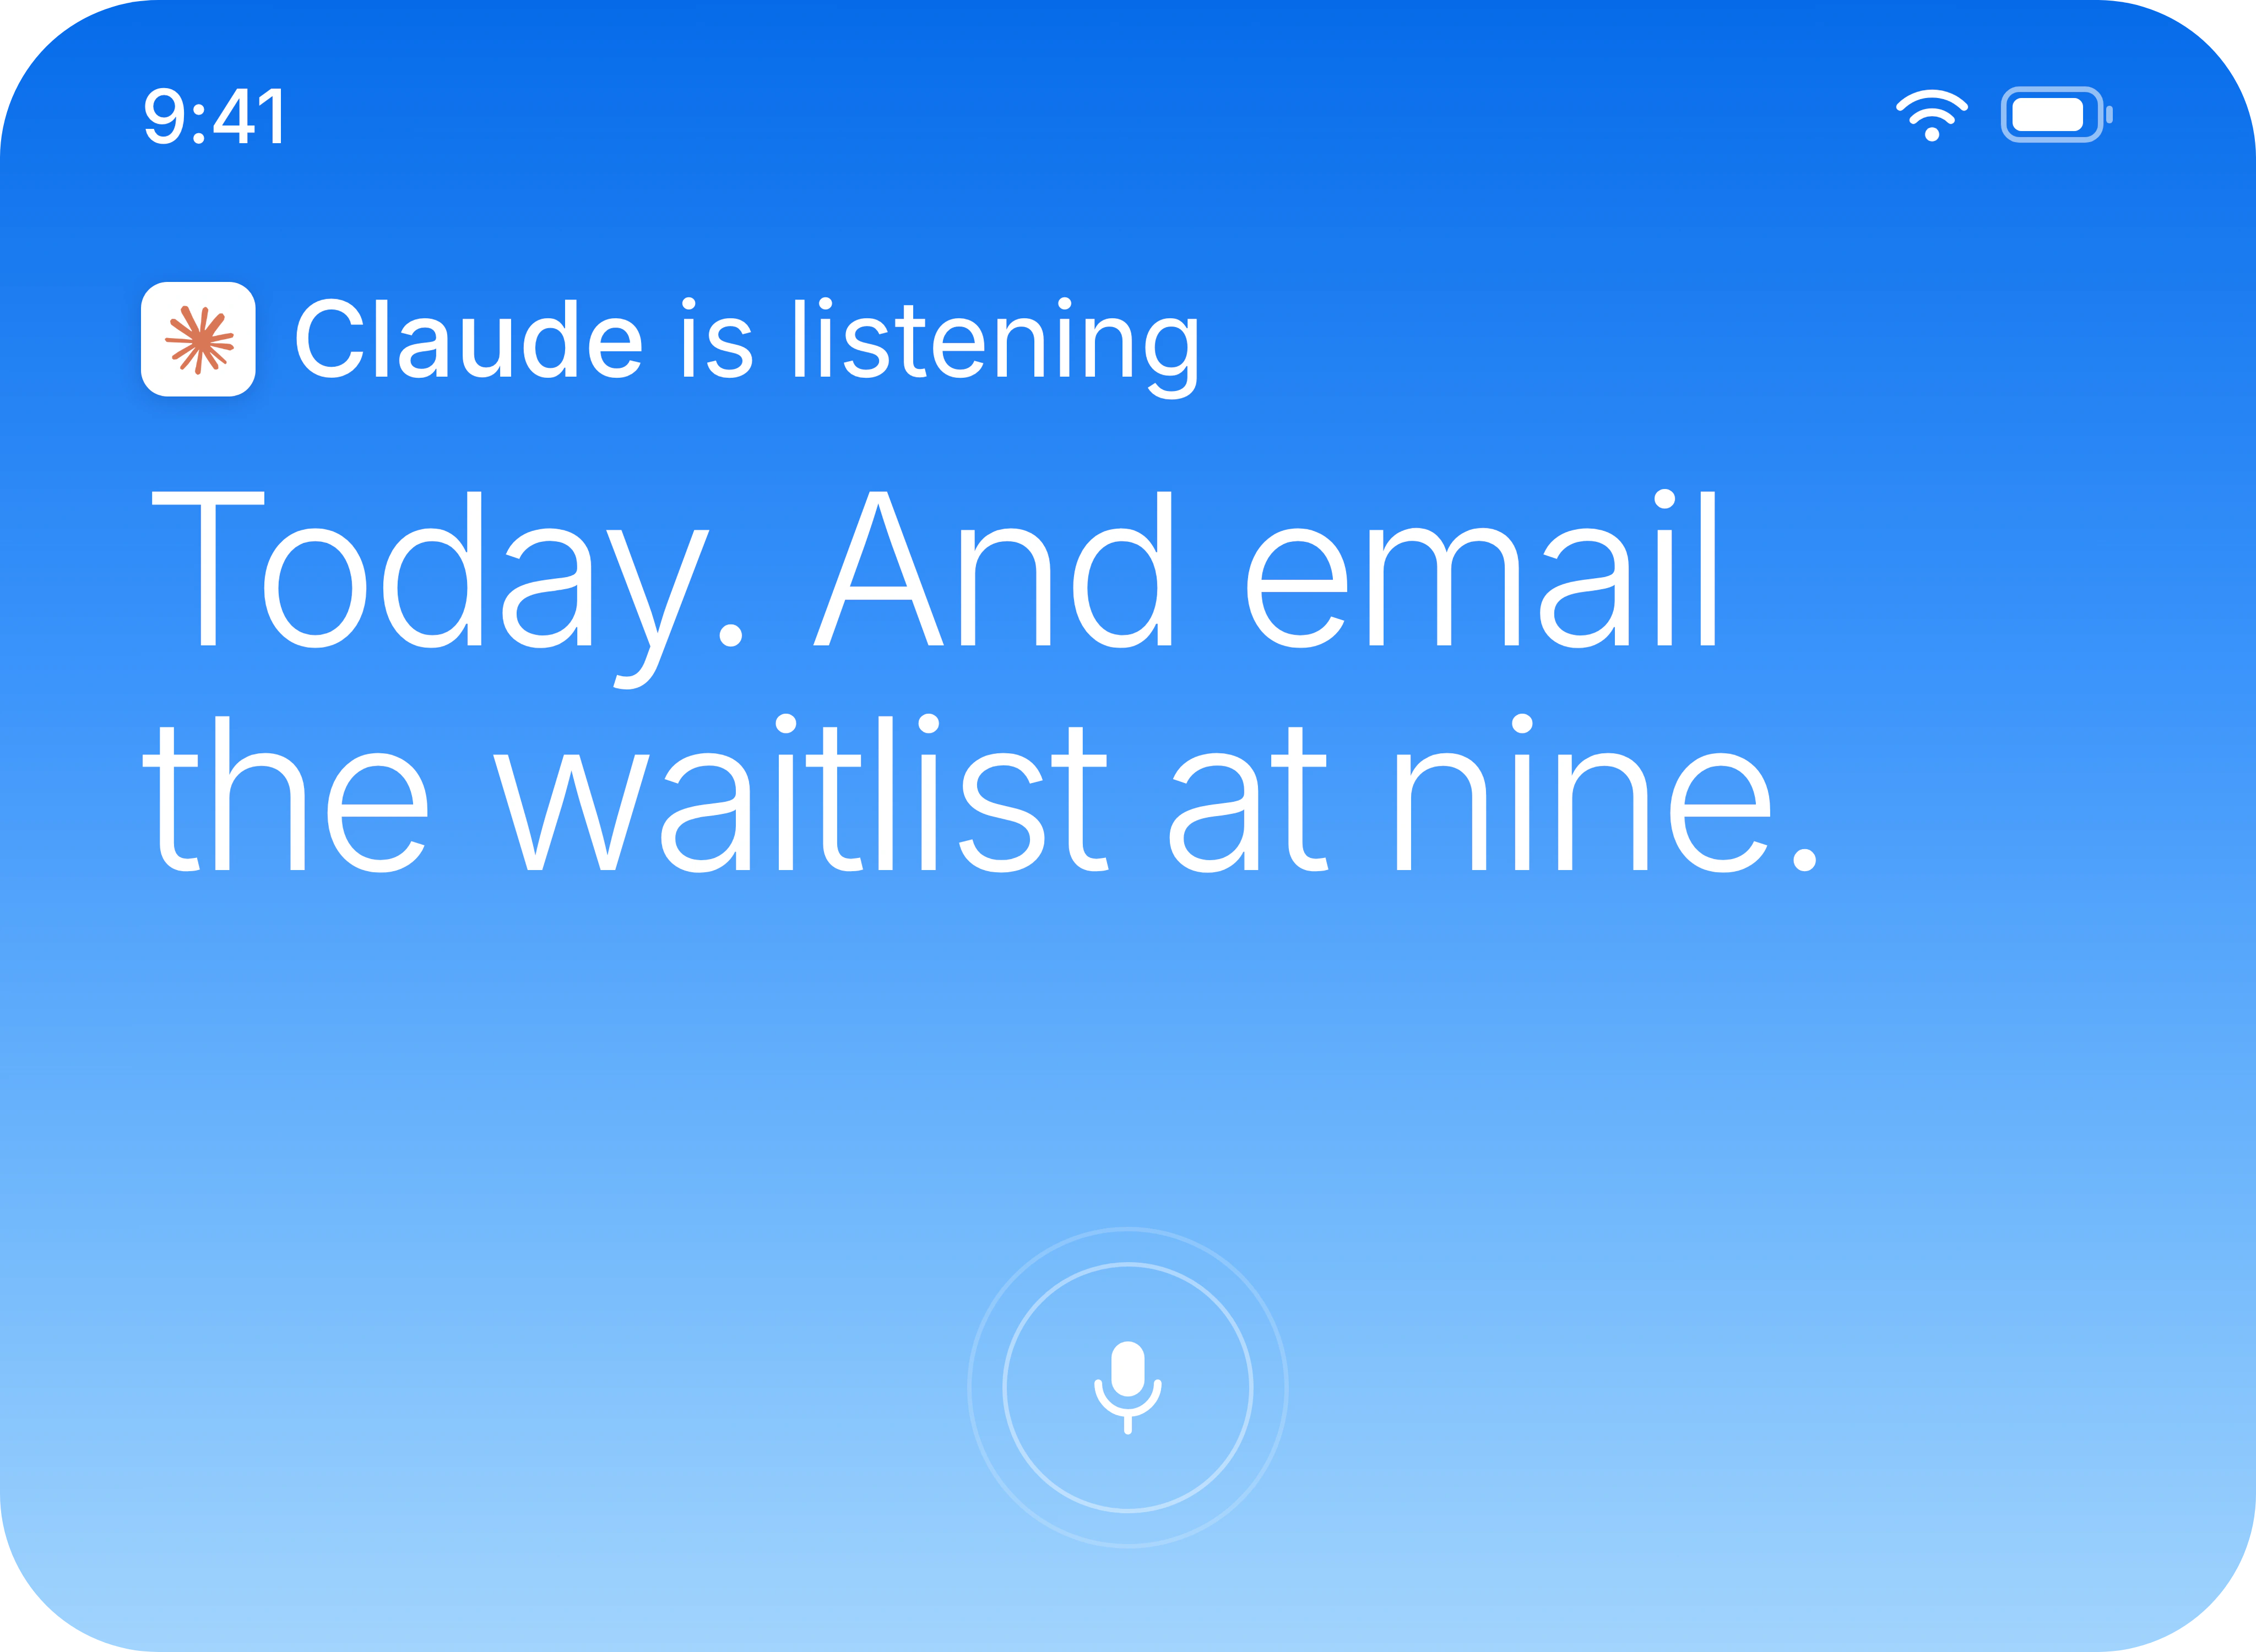 9:41
Claude is listening
Today. And email
the waitlist at nine.